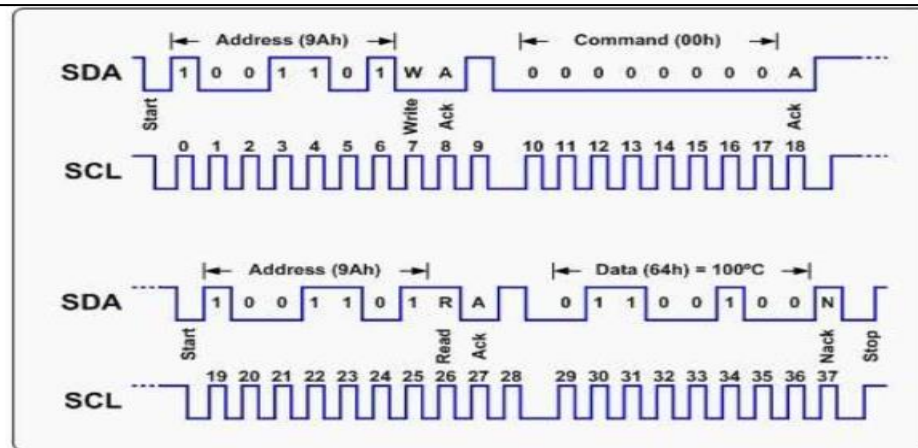 Address (9Ah) Command (00h)
SDA 1 0 0 1 1 0 1 W A 0 0 0 0 0 0 0 0 A
Start Write Ack Ack
0 1 2 3 4 5 6 7 8 9 10 11 12 13 14 15 16 17 18
SCL
Address (9Ah) Data (64h) = 100ºC
SDA 1 0 0 1 1 0 1 R A 0 1 1 0 0 1 0 0 N
Start Read Ack Nack Stop
19 20 21 22 23 24 25 26 27 28 29 30 31 32 33 34 35 36 37
SCL